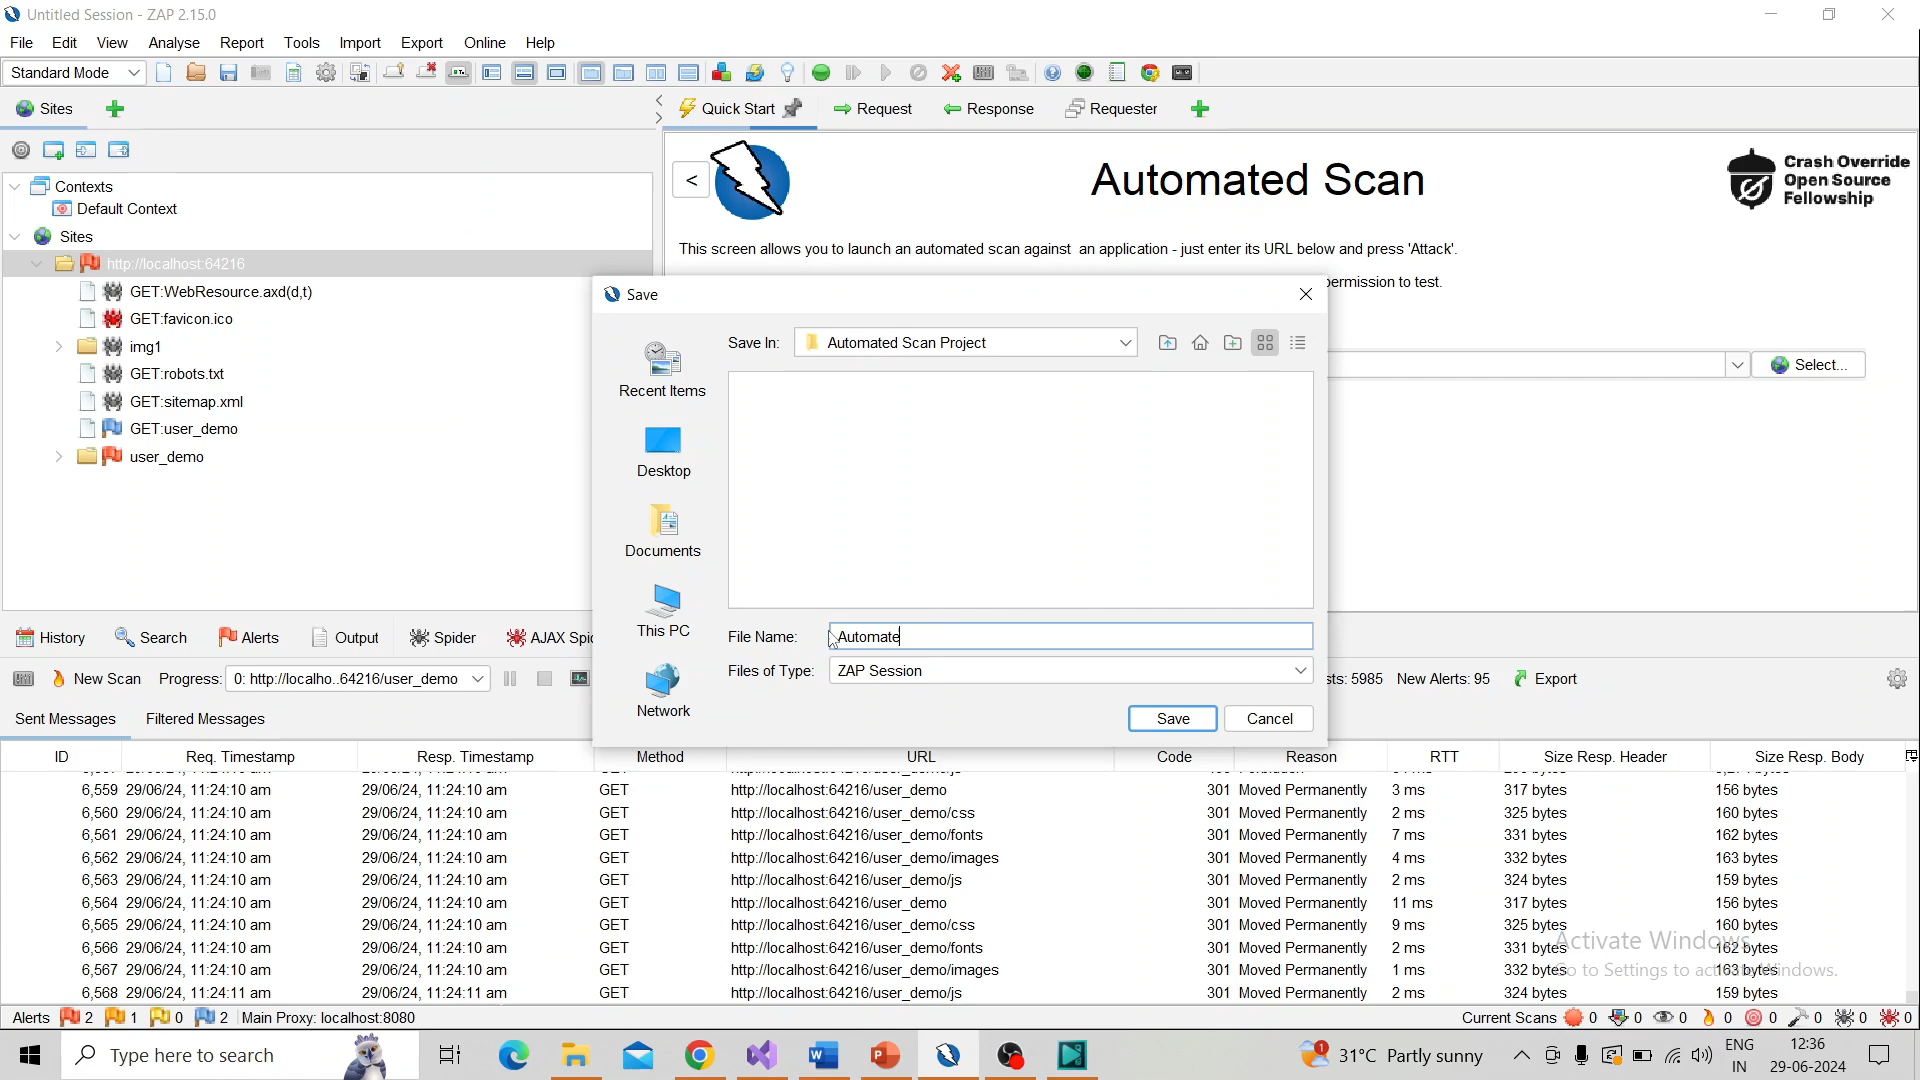 Untitled Session - ZAP 2.15.0
File Edit View Analyse Report Tools Import Export Online Help
Standard Mode
Sites
Quick Start Request Response Requester
Contexts
Default Context
Sites
http://localhost:64216
GET:WebResource.axd(d,t)
GET:favicon.ico
img1
GET:robots.txt
GET:sitemap.xml
GET:user_demo
user_demo
<
Automated Scan
Crash Override
Open Source
Fellowship
This screen allows you to launch an automated scan against an application - just enter its URL below and press 'Attack'.
permission to test.
Select...
Save
Save In: Automated Scan Project
Recent Items
Desktop
Documents
This PC
Network
File Name: Automate
Files of Type: ZAP Session
Save Cancel
History Search Alerts Output Spider AJAX Spi
New Scan Progress: 0: http://localho..64216/user_demo
sts: 5985 New Alerts: 95 Export
Sent Messages Filtered Messages
ID Req. Timestamp Resp. Timestamp Method URL Code Reason RTT Size Resp. Header Size Resp. Body
6,559 29/06/24, 11:24:10 am 29/06/24, 11:24:10 am GET http://localhost:64216/user_demo 301 Moved Permanently 3 ms 317 bytes 156 bytes
6,560 29/06/24, 11:24:10 am 29/06/24, 11:24:10 am GET http://localhost:64216/user_demo/css 301 Moved Permanently 2 ms 325 bytes 160 bytes
6,561 29/06/24, 11:24:10 am 29/06/24, 11:24:10 am GET http://localhost:64216/user_demo/fonts 301 Moved Permanently 7 ms 331 bytes 162 bytes
6,562 29/06/24, 11:24:10 am 29/06/24, 11:24:10 am GET http://localhost:64216/user_demo/images 301 Moved Permanently 4 ms 332 bytes 163 bytes
6,563 29/06/24, 11:24:10 am 29/06/24, 11:24:10 am GET http://localhost:64216/user_demo/js 301 Moved Permanently 2 ms 324 bytes 159 bytes
6,564 29/06/24, 11:24:10 am 29/06/24, 11:24:10 am GET http://localhost:64216/user_demo 301 Moved Permanently 11 ms 317 bytes 156 bytes
6,565 29/06/24, 11:24:10 am 29/06/24, 11:24:10 am GET http://localhost:64216/user_demo/css 301 Moved Permanently 9 ms 325 bytes 160 bytes
6,566 29/06/24, 11:24:10 am 29/06/24, 11:24:10 am GET http://localhost:64216/user_demo/fonts 301 Moved Permanently 2 ms 331 bytes 162 bytes
6,567 29/06/24, 11:24:10 am 29/06/24, 11:24:10 am GET http://localhost:64216/user_demo/images 301 Moved Permanently 1 ms 332 bytes 163 bytes
6,568 29/06/24, 11:24:11 am 29/06/24, 11:24:11 am GET http://localhost:64216/user_demo/js 301 Moved Permanently 2 ms 324 bytes 159 bytes
Activate Windows
Go to Settings to activate Windows.
Alerts 2 1 0 2 Main Proxy: localhost:8080 Current Scans 0 0 0 0 0 0 0 0
Type here to search
31°C Partly sunny
ENG
IN
12:36
29-06-2024